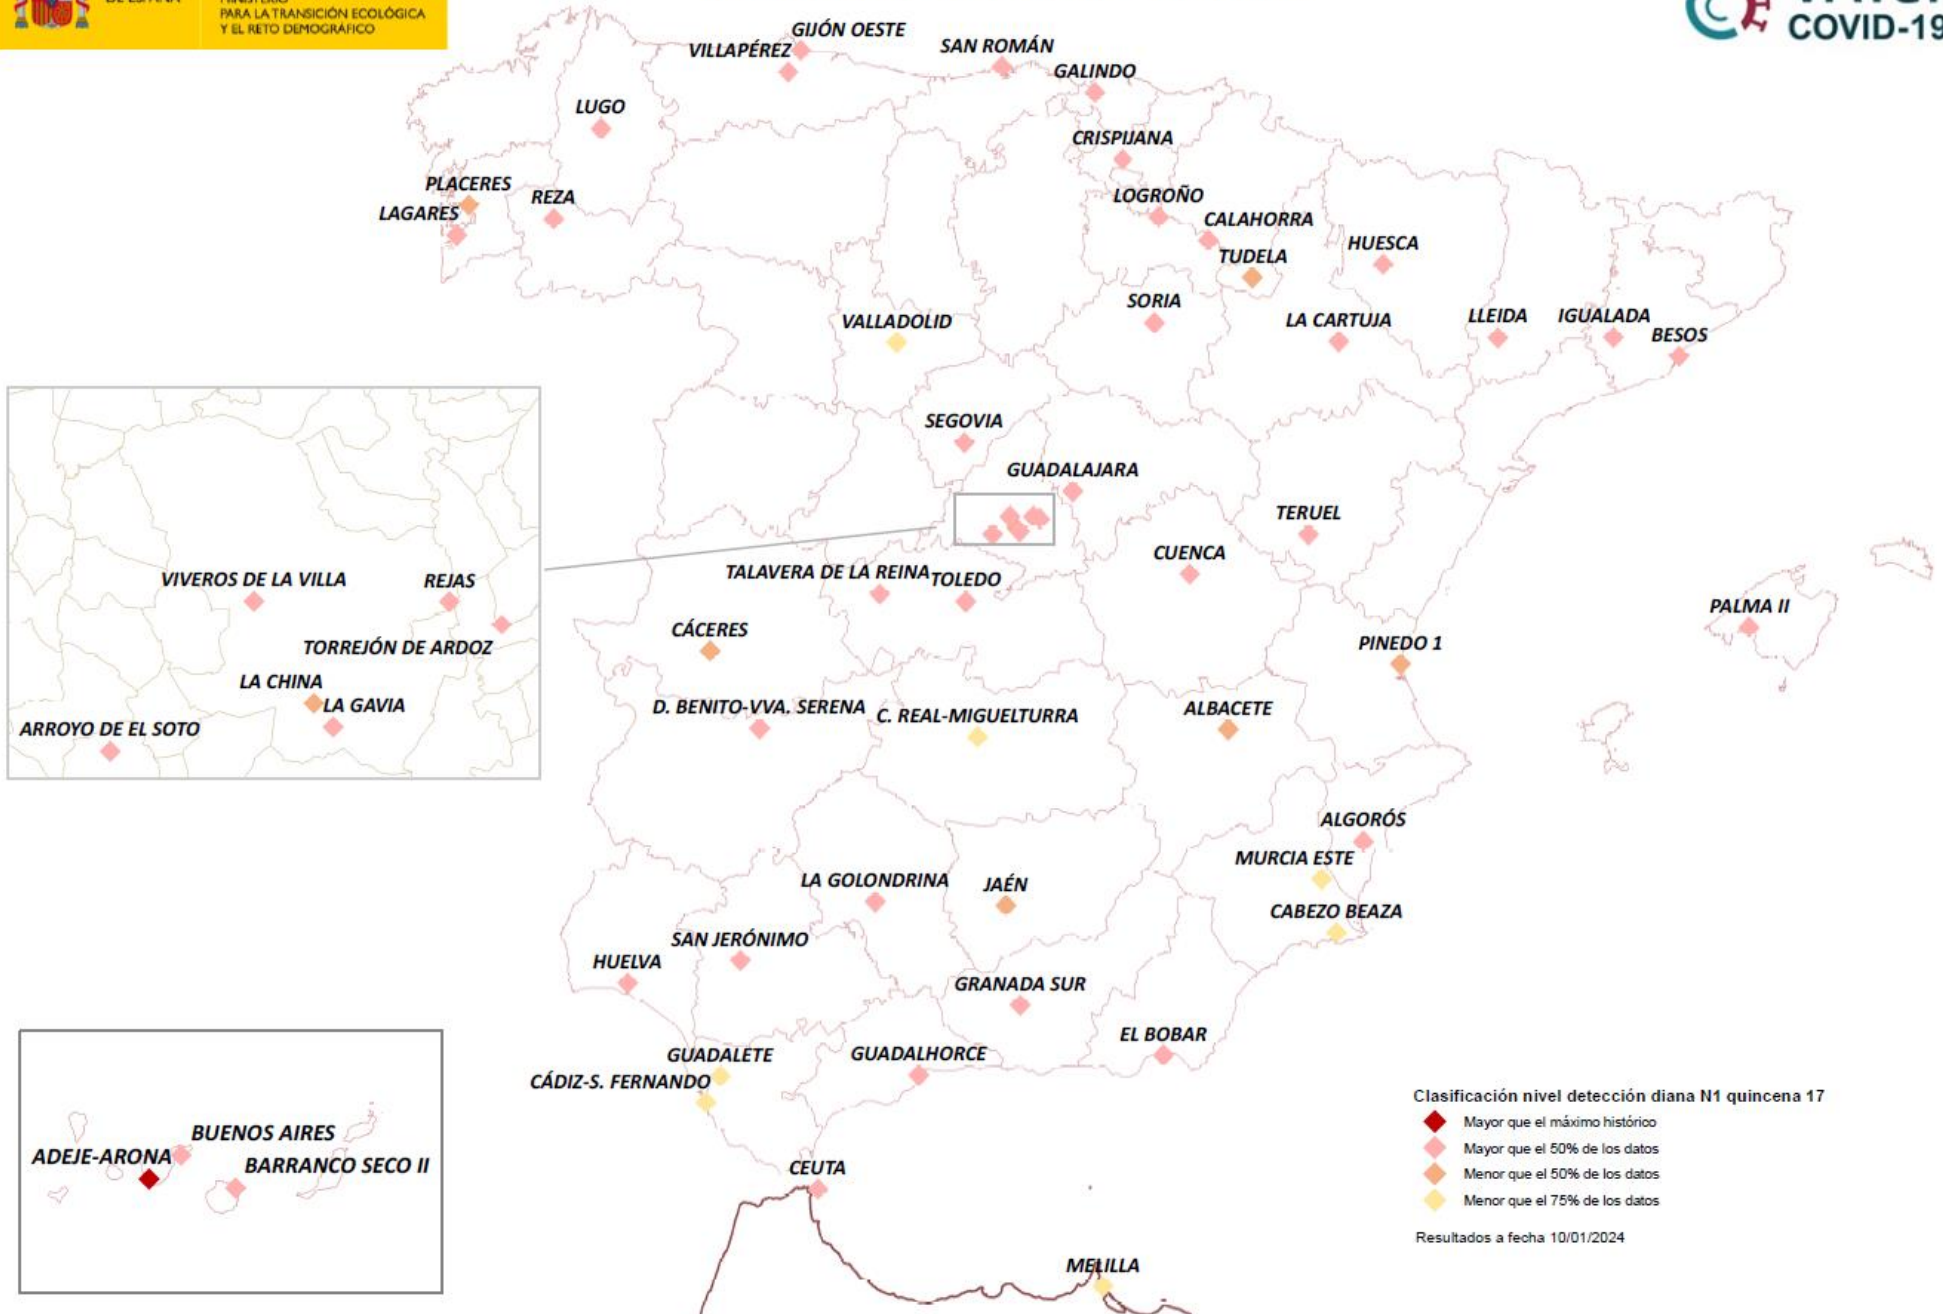 DE ESPAÑA
MINISTERIO
PARA LA TRANSICIÓN ECOLÓGICA
Y EL RETO DEMOGRÁFICO
COVID-19
GIJÓN OESTE
VILLAPÉREZ
SAN ROMÁN
GALINDO
LUGO
CRISPIJANA
PLACERES
REZA
LAGARES
LOGROÑO
CALAHORRA
HUESCA
TUDELA
SORIA
VALLADOLID
LA CARTUJA
LLEIDA
IGUALADA
BESOS
SEGOVIA
GUADALAJARA
TERUEL
CUENCA
TALAVERA DE LA REINA
TOLEDO
VIVEROS DE LA VILLA
REJAS
TORREJÓN DE ARDOZ
LA CHINA
LA GAVIA
ARROYO DE EL SOTO
PALMA II
CÁCERES
PINEDO 1
D. BENITO-VVA. SERENA
C. REAL-MIGUELTURRA
ALBACETE
ALGORÓS
MURCIA ESTE
LA GOLONDRINA
JAÉN
CABEZO BEAZA
SAN JERÓNIMO
HUELVA
GRANADA SUR
EL BOBAR
GUADALETE
GUADALHORCE
CÁDIZ-S. FERNANDO
BUENOS AIRES
ADEJE-ARONA
BARRANCO SECO II
CEUTA
MELILLA
Clasificación nivel detección diana N1 quincena 17
Mayor que el máximo histórico
Mayor que el 50% de los datos
Menor que el 50% de los datos
Menor que el 75% de los datos
Resultados a fecha 10/01/2024